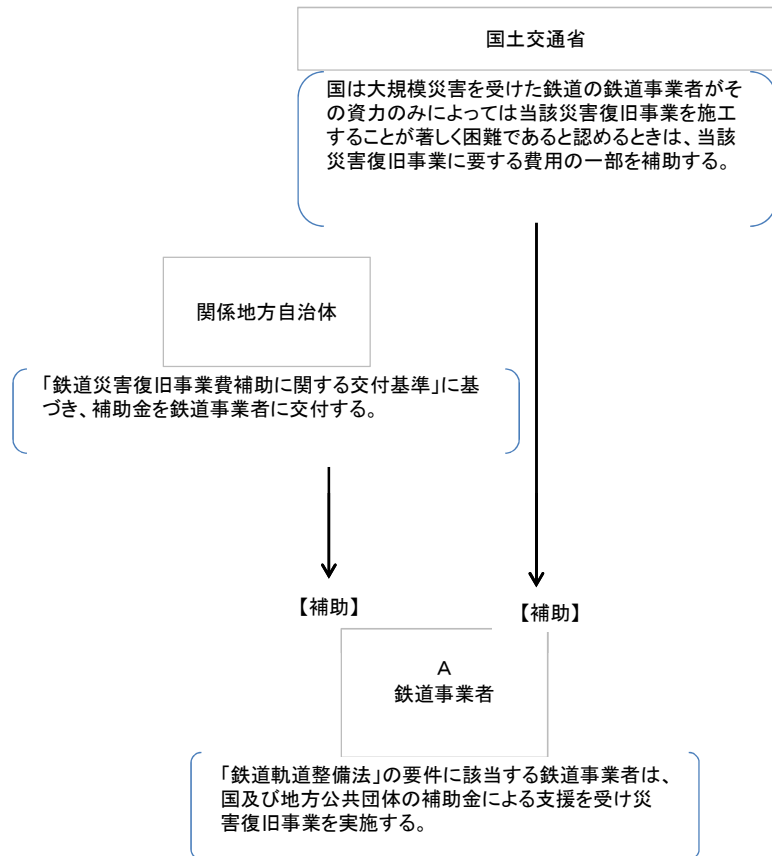 国土交通省
国は大規模災害を受けた鉄道の鉄道事業者がそ
の資力のみによっては当該災害復旧事業を施工
することが著しく困難であると認めるときは、当該
災害復旧事業に要する費用の一部を補助する。
関係地方自治体
「鉄道災害復旧事業費補助に関する交付基準」に基
づき、補助金を鉄道事業者に交付する。
【補助】
【補助】
A
鉄道事業者
「鉄道軌道整備法」の要件に該当する鉄道事業者は、
国及び地方公共団体の補助金による支援を受け災
害復旧事業を実施する。